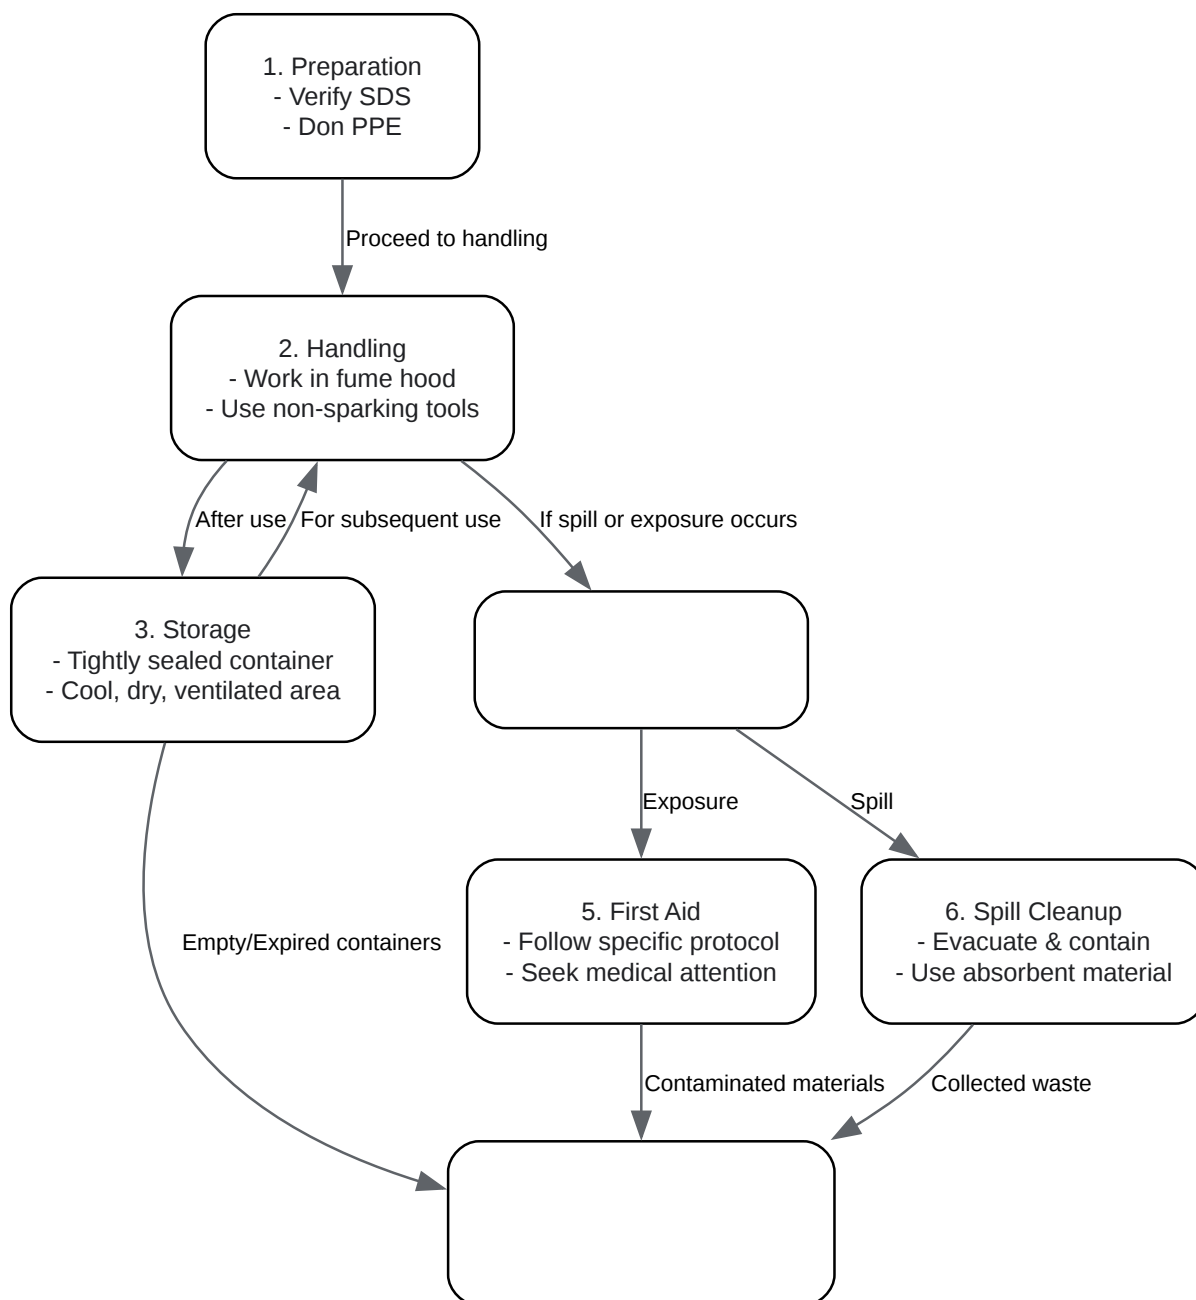 1. Preparation
- Verify SDS
- Don PPE
Proceed to handling
2. Handling
- Work in fume hood
- Use non-sparking tools
After use
For subsequent use
If spill or exposure occurs
3. Storage
- Tightly sealed container
- Cool, dry, ventilated area
Exposure
Spill
5. First Aid
- Follow specific protocol
- Seek medical attention
6. Spill Cleanup
- Evacuate & contain
- Use absorbent material
Empty/Expired containers
Contaminated materials
Collected waste